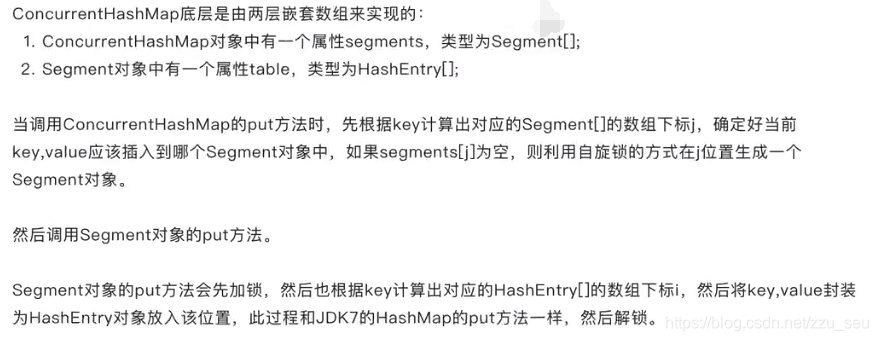 ConcurrentHashMap底层是由两层嵌套数组来实现的：
1. ConcurrentHashMap对象中有一个属性segments，类型为Segment[];
2. Segment对象中有一个属性table，类型为HashEntry[];
当调用ConcurrentHashMap的put方法时，先根据key计算出对应的Segment[]的数组下标j，确定好当前
key,value应该插入到哪个Segment对象中，如果segments[j]为空，则利用自旋锁的方式在j位置生成一个
Segment对象。
然后调用Segment对象的put方法。
Segment对象的put方法会先加锁，然后也根据key计算出对应的HashEntry[]的数组下标i，然后将key,value封装
为HashEntry对象放入该位置，此过程和JDK7的HashMap的put方法一样，然后解锁。
https://blog.csdn.net/zzu_seu